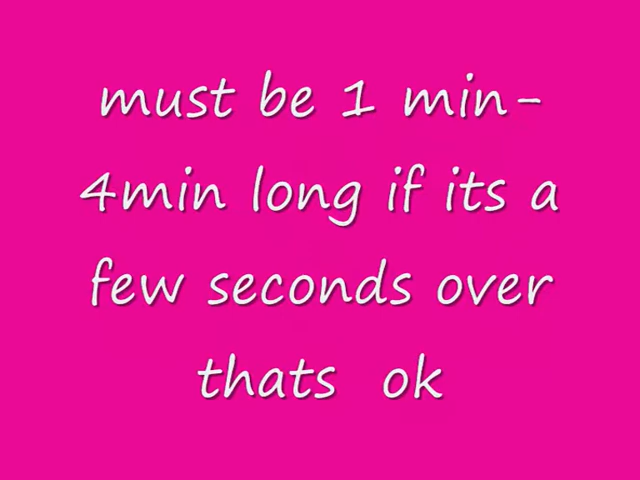 must be 1 min-
4min long if its a
few seconds over
thats  ok